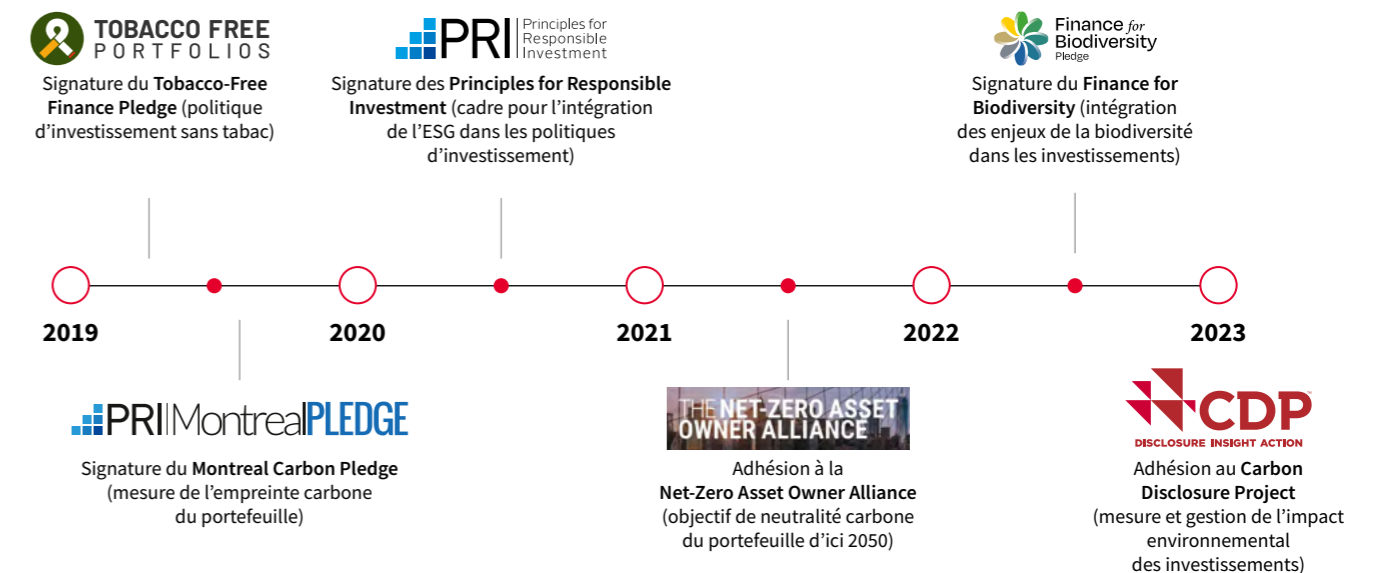 TOBACCO FREE
PORTFOLIOS
Signature du Tobacco-Free
Finance Pledge (politique
d'investissement sans tabac)
PRI Principles for
Responsible
Investment
Signature des Principles for Responsible
Investment (cadre pour l'intégration
de l'ESG dans les politiques
d'investissement)
Finance for
Biodiversity
Pledge
Signature du Finance for
Biodiversity (intégration
des enjeux de la biodiversité
dans les investissements)
2019
2020
2021
2022
2023
PRI MontrealPLEDGE
Signature du Montreal Carbon Pledge
(mesure de l'empreinte carbone
du portefeuille)
THE NET-ZERO ASSET
OWNER ALLIANCE
Adhésion à la
Net-Zero Asset Owner Alliance
(objectif de neutralité carbone
du portefeuille d'ici 2050)
CDP
DISCLOSURE INSIGHT ACTION
Adhésion au Carbon
Disclosure Project
(mesure et gestion de l'impact
environnemental
des investissements)